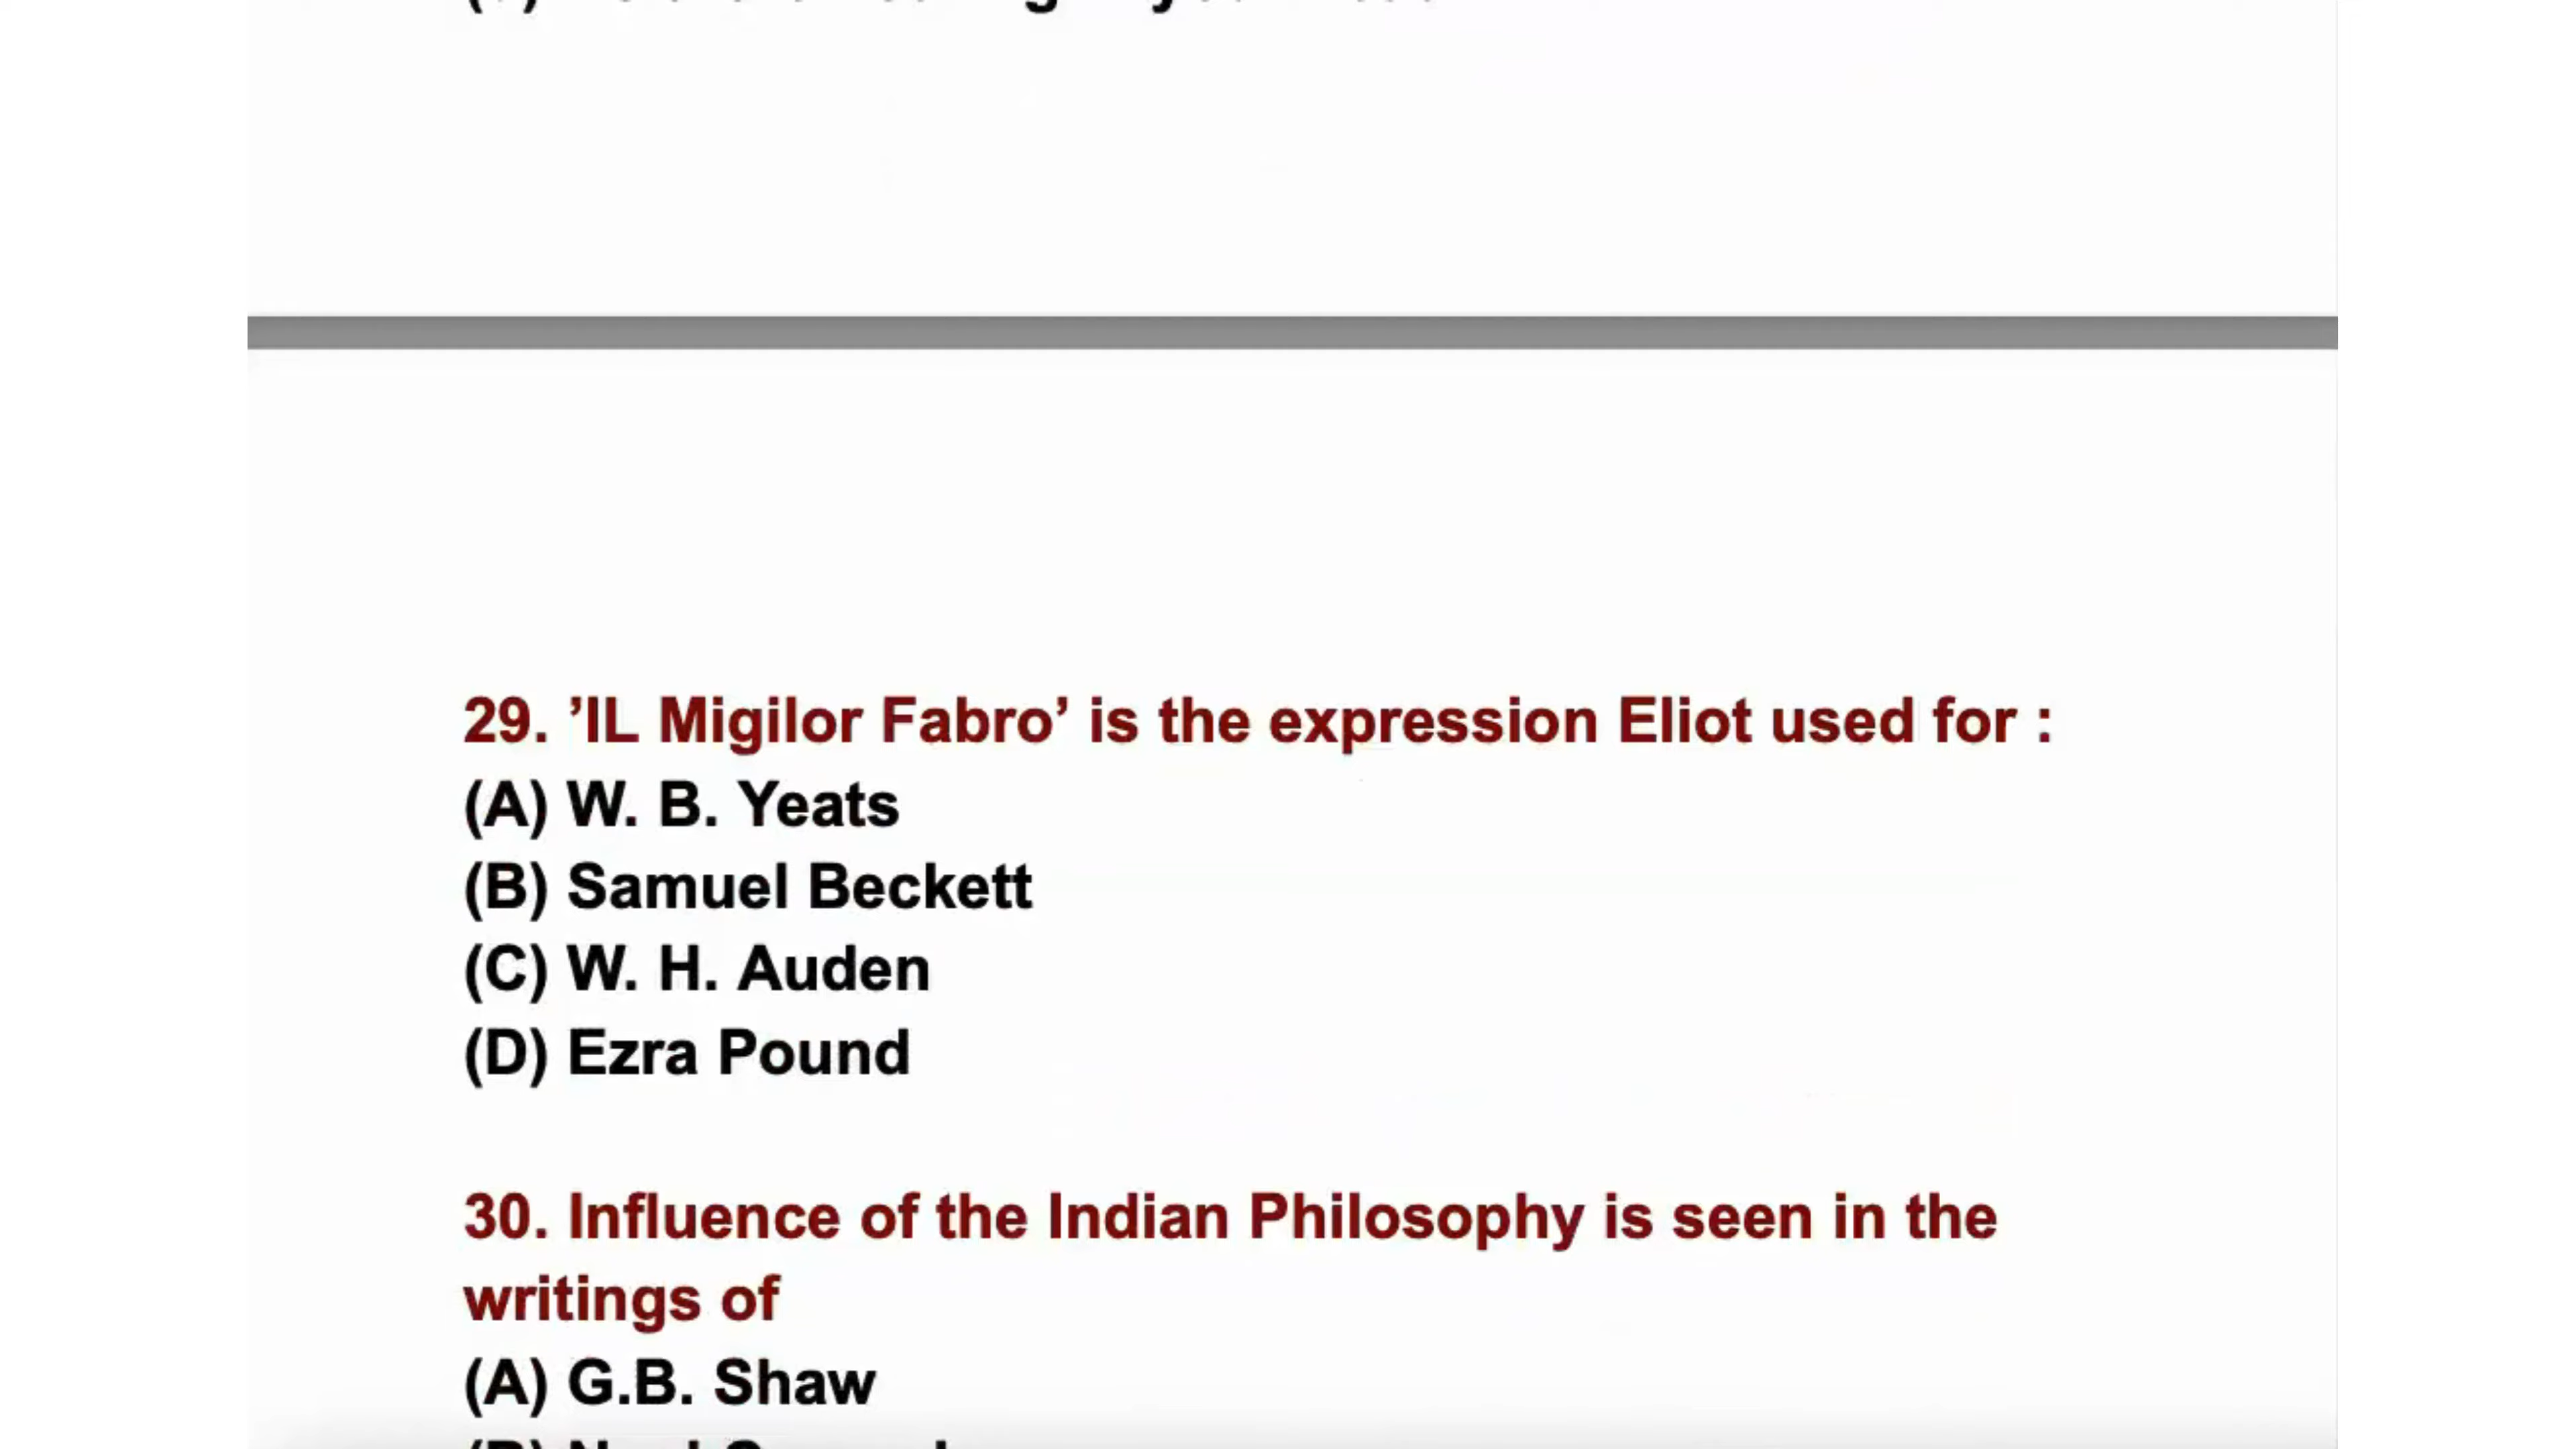 29. ’IL Migilor Fabro’ is the expression Eliot used for :
(A) W. B. Yeats
(B) Samuel Beckett
(C) W. H. Auden
(D) Ezra Pound
30. Influence of the Indian Philosophy is seen in the
writings of
(A) G.B. Shaw